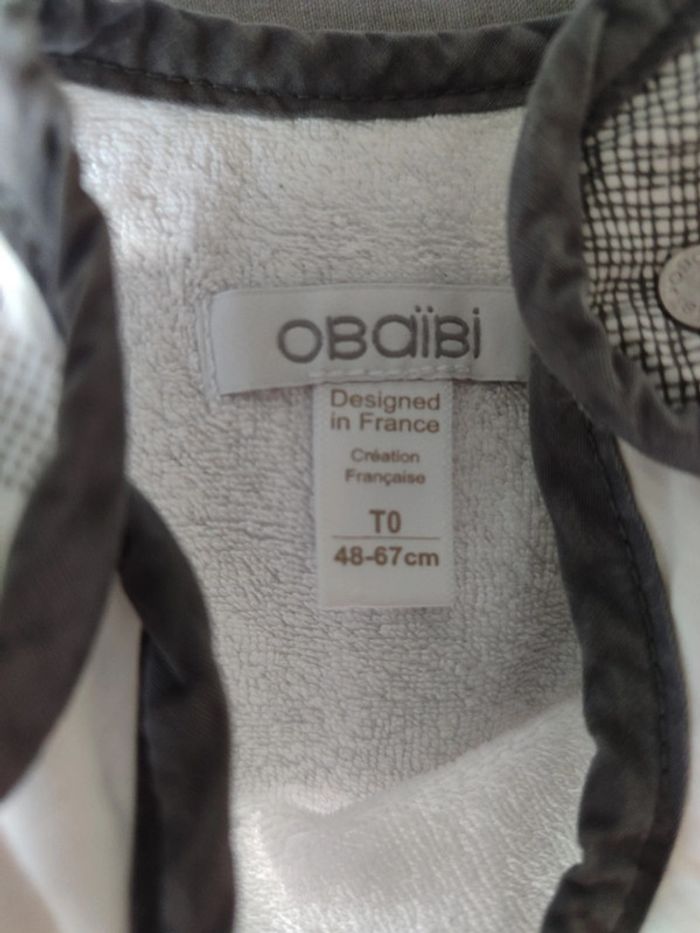 OBaïBi
Designed
in France
Création
Française
T0
48-67cm